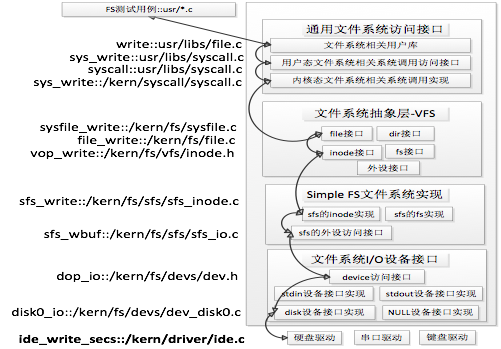 FS测试用例::usr/*.c
通用文件系统访问接口
write::usr/libs/file.c
文件系统相关用户库
sys_write::usr/libs/syscall.c
用户态文件系统相关系统调用访问接口
syscall::usr/libs/syscall.c
sys_write::/kern/syscall/syscall.c
内核态文件系统相关系统调用实现
文件系统抽象层-VFS
sysfile_write::/kern/fs/sysfile.c
file接口
dir接口
file_write::/kern/fs/file.c
vop_write::/kern/fs/vfs/inode.h
inode接口
fs接口
外设接口
Simple FS文件系统实现
sfs_write::/kern/fs/sfs/sfs_inode.c
sfs的inode实现
sfs的fs实现
sfs_wbuf::/kern/fs/sfs/sfs_io.c
sfs的外设访问接口
文件系统I/O设备接口
dop_io::/kern/fs/devs/dev.h
device访问接口
stdin设备接口实现
stdout设备接口实现
disk0_io::/kern/fs/devs/dev_disk0.c
disk设备接口实现
NULL设备接口实现
ide_write_secs::/kern/driver/ide.c
硬盘驱动
串口驱动
键盘驱动